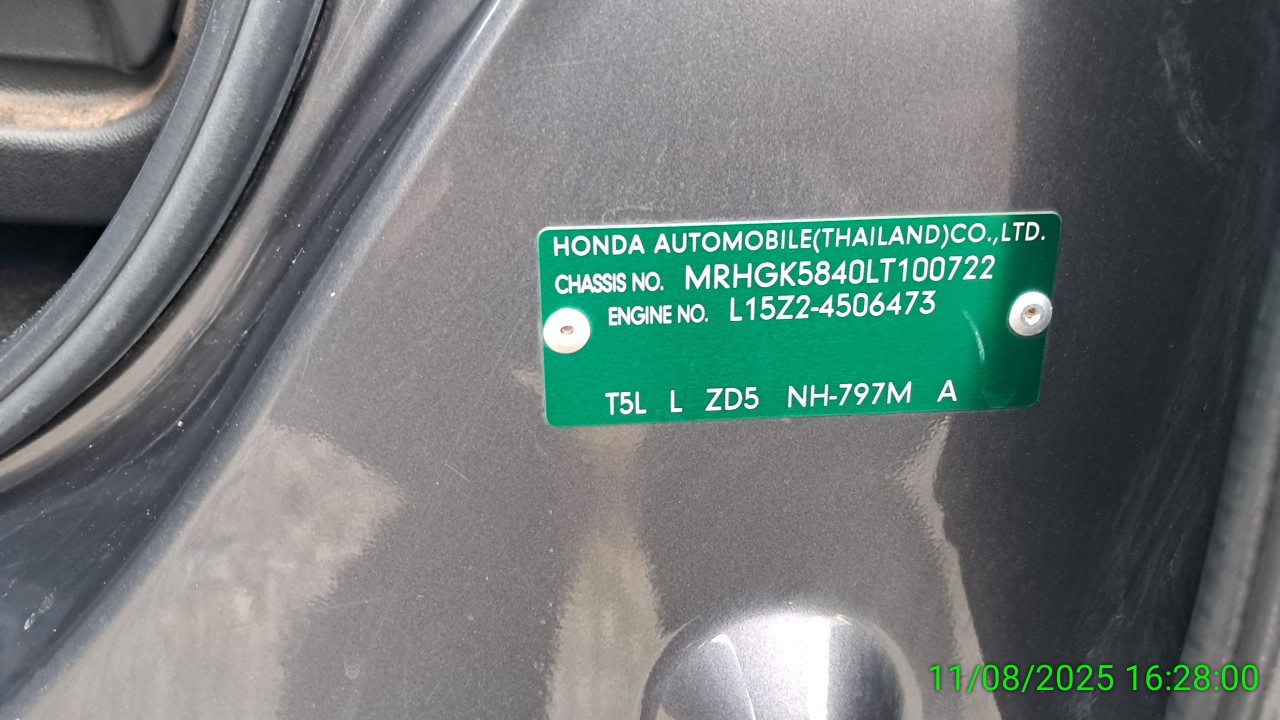 HONDA AUTOMOBILE(THAILAND)CO.,LTD.
CHASSIS NO. MRHGK5840LT100722
ENGINE NO. L15Z2-4506473
T5L L ZD5 NH-797M A
11/08/2025 16:28:00